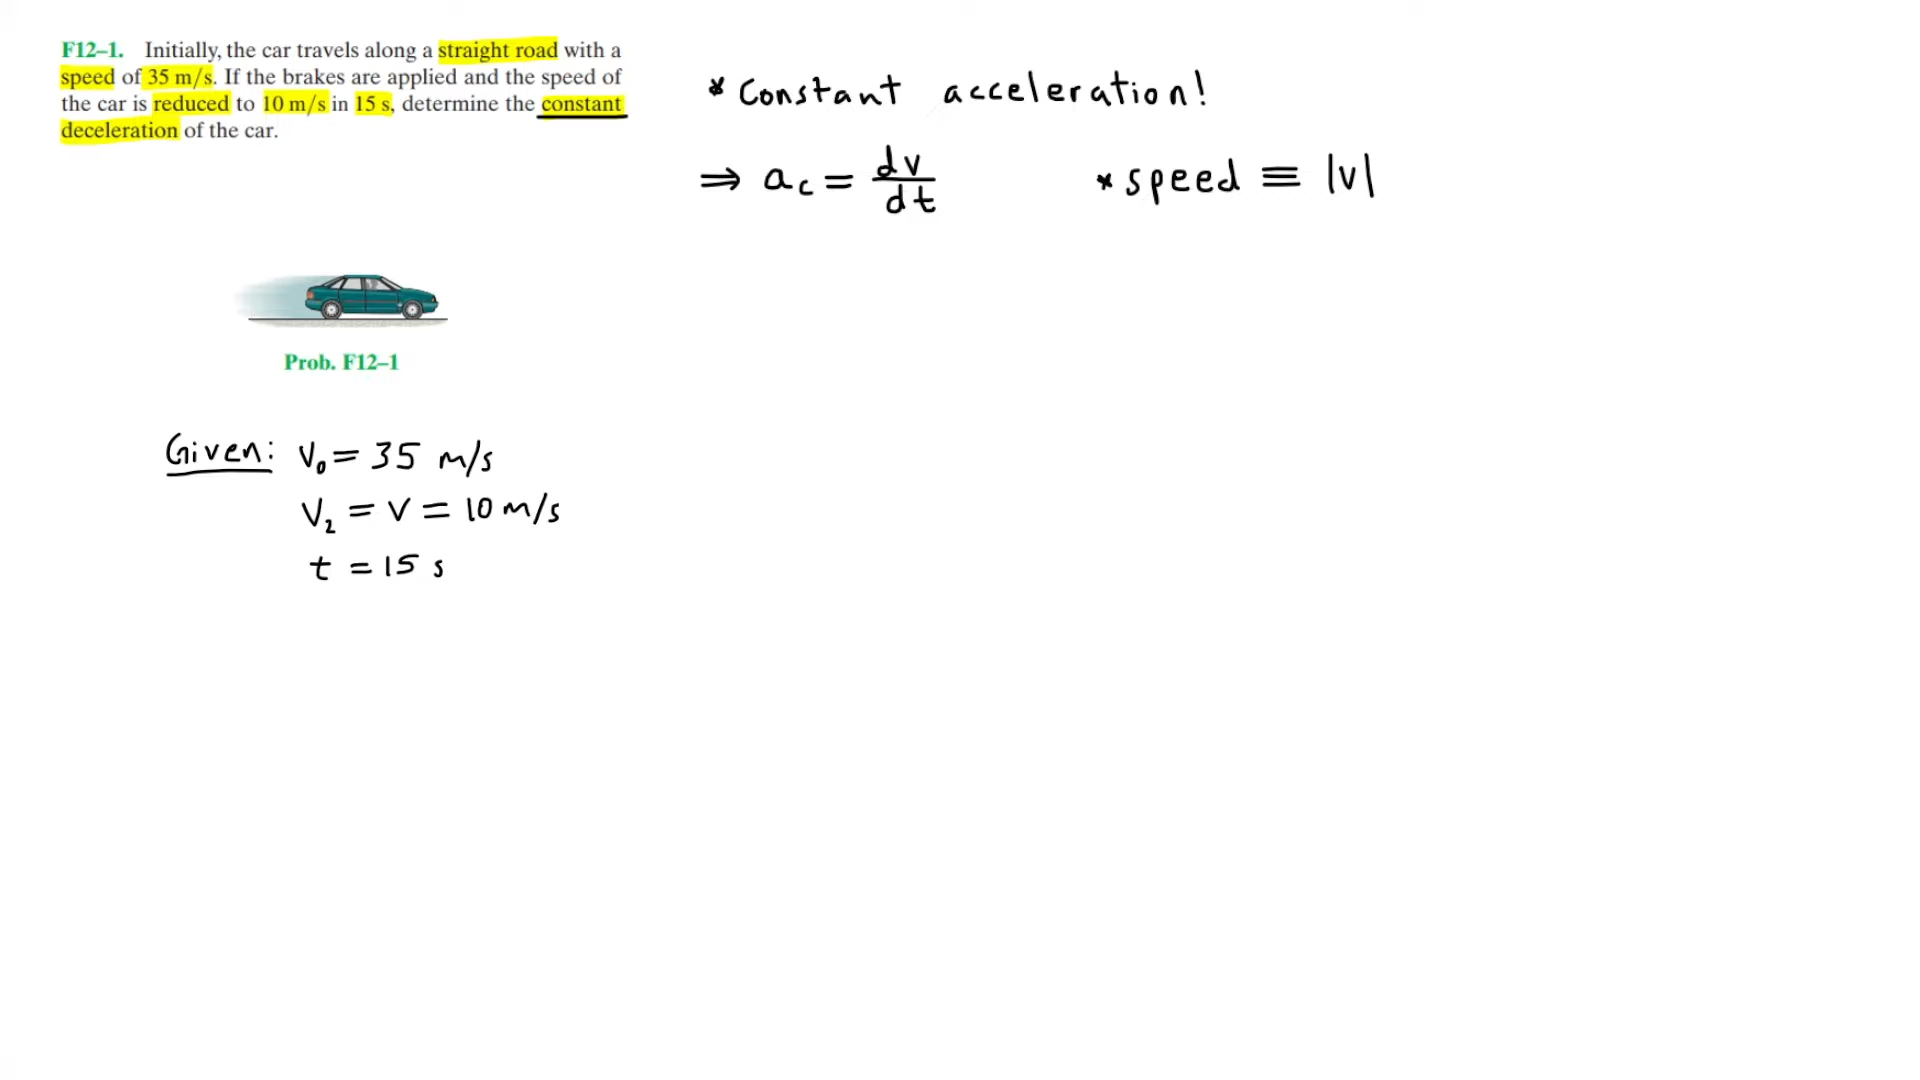 F12–1. Initially, the car travels along a straight road with a
speed of 35 m/s. If the brakes are applied and the speed of
the car is reduced to 10 m/s in 15 s, determine the constant
deceleration of the car.
Prob. F12–1
Given: v₀ = 35 m/s
v₂ = v = 10 m/s
t = 15 s
* Constant acceleration!
⇒ a_c = dv/dt
* speed ≡ |v|